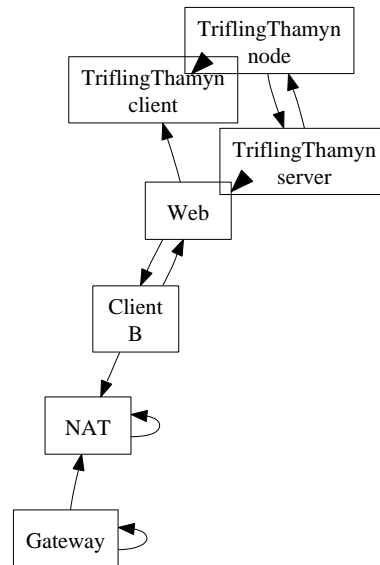 TriflingThamyn
node
TriflingThamyn
client
TriflingThamyn
server
Web
Client
B
NAT
Gateway